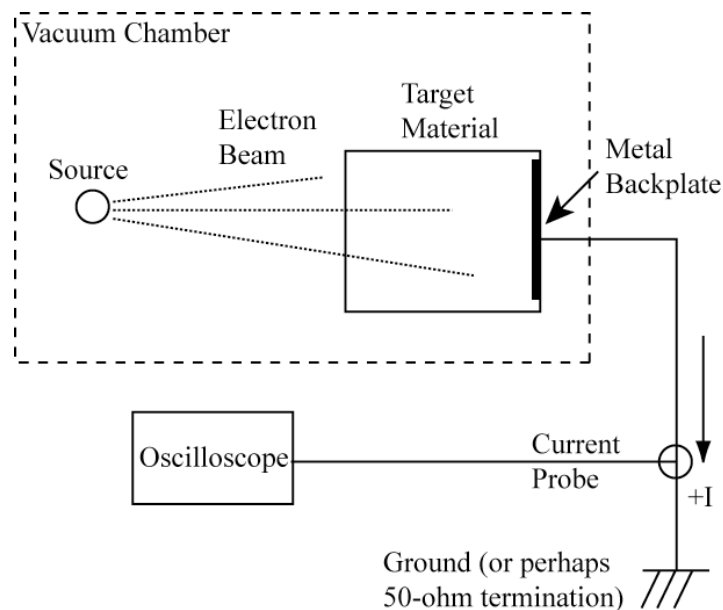 Vacuum Chamber
Electron
Beam
Target
Material
Source
Metal
Backplate
Oscilloscope
Current
Probe
+I
Ground (or perhaps
50-ohm termination)